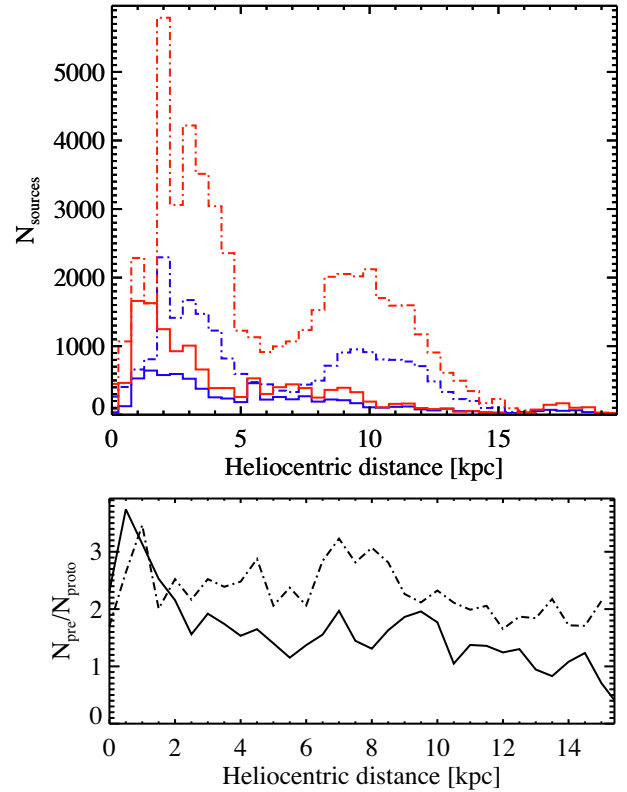 5000
4000
3000
2000
1000
0
N_sources
0 5 10 15
Heliocentric distance [kpc]
3
2
1
0
N_pre/N_proto
0 2 4 6 8 10 12 14
Heliocentric distance [kpc]